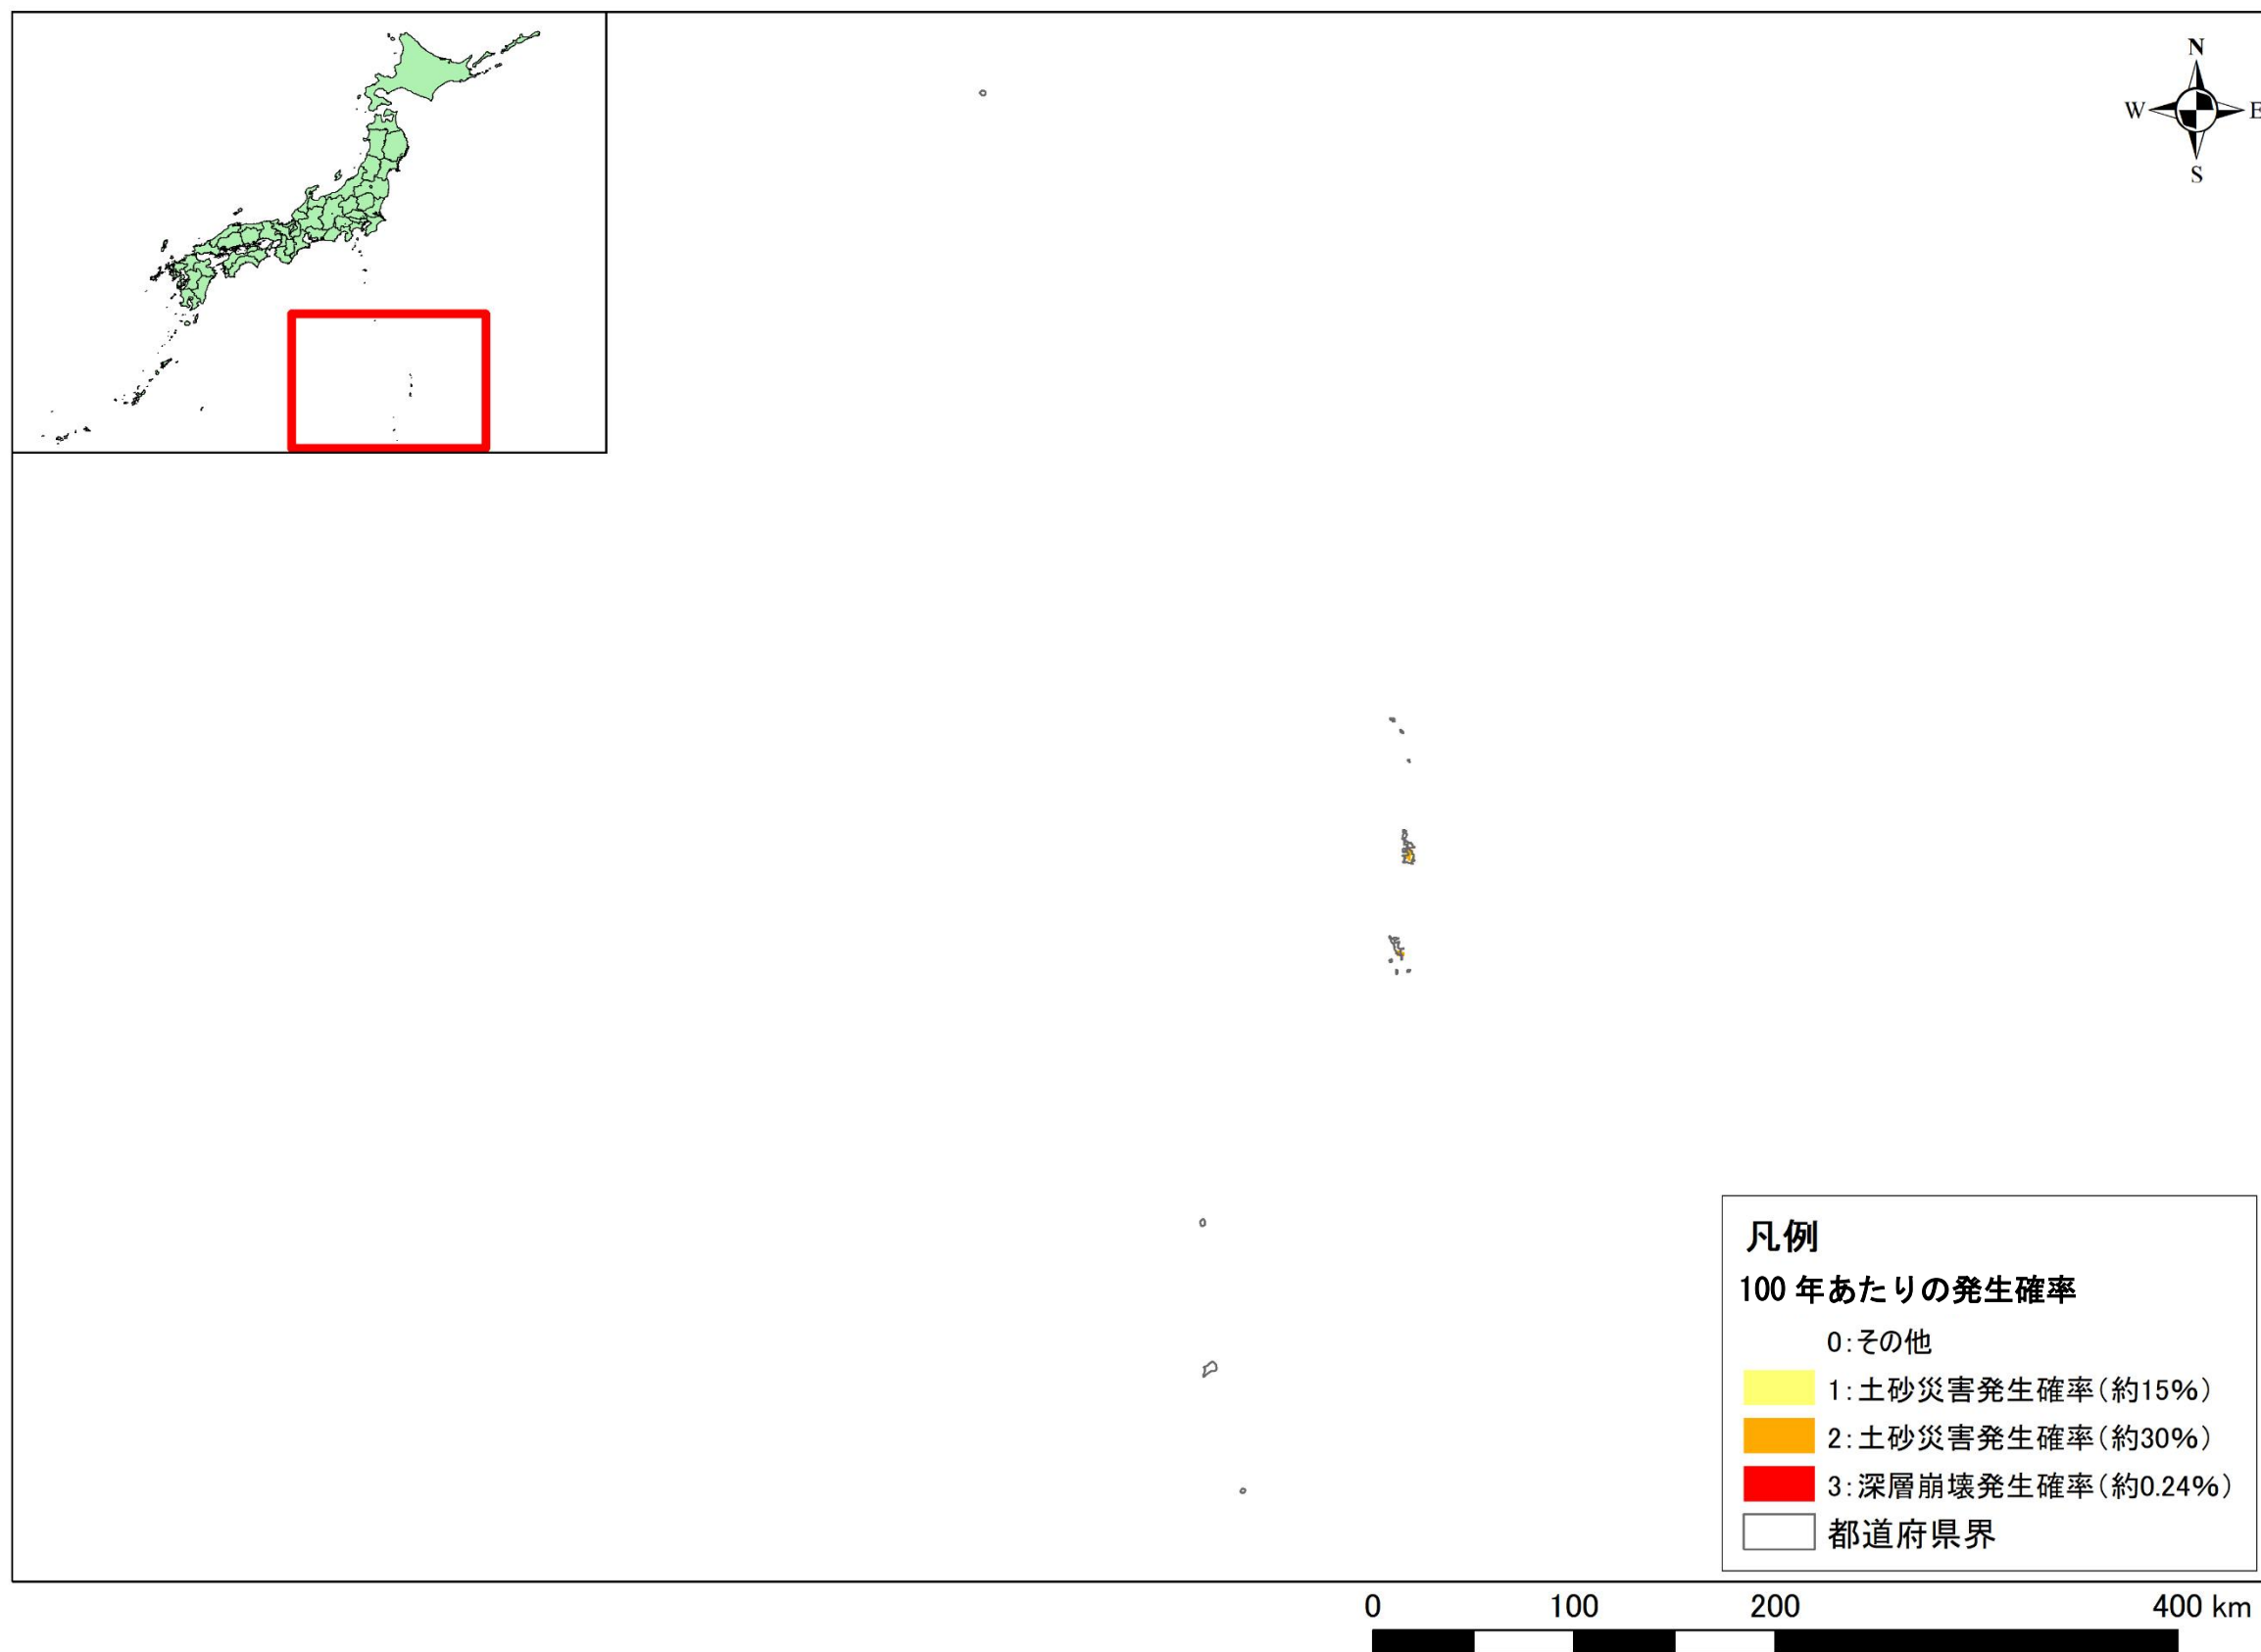 N
W E
S
凡例
100 年あたりの発生確率
0:その他
1:土砂災害発生確率(約15%)
2:土砂災害発生確率(約30%)
3:深層崩壊発生確率(約0.24%)
都道府県界
0 100 200 400 km